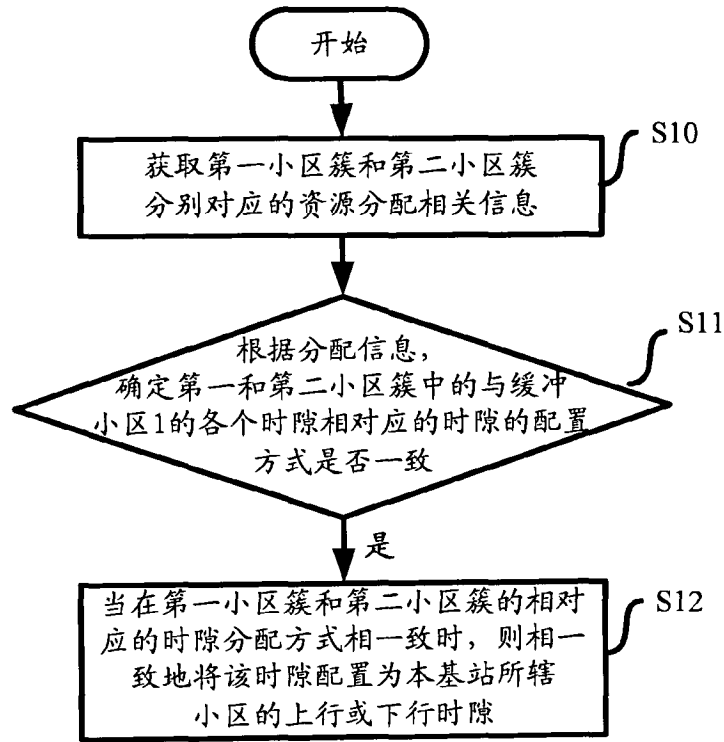 开始
S10
获取第一小区簇和第二小区簇
分别对应的资源分配相关信息
S11
根据分配信息，
确定第一和第二小区簇中的与缓冲
小区1的各个时隙相对应的时隙的配置
方式是否一致
是
S12
当在第一小区簇和第二小区簇的相对
应的时隙分配方式相一致时，则相一
致地将该时隙配置为本基站所辖
小区的上行或下行时隙